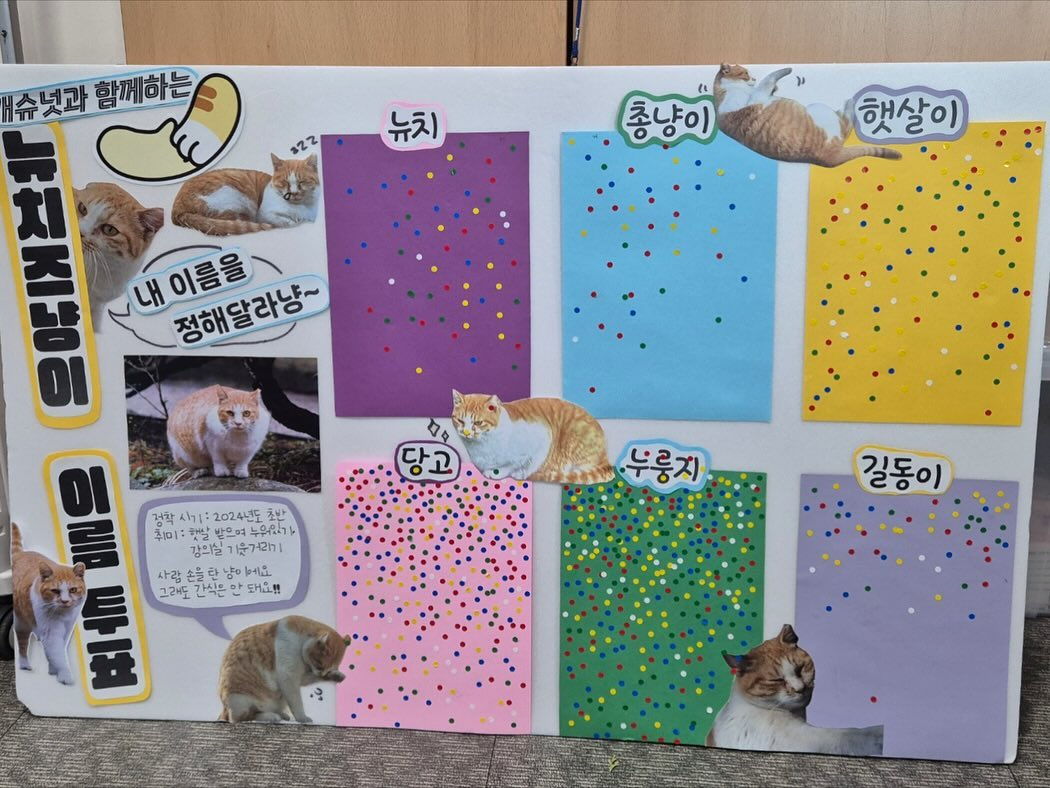 개슈넛과 함께하는
뉴치즈냥이
이름 투표
zzz
내 이름을
정해달라냥~
정착 시기 : 2024년도 초반
취미 : 햇살 받으며 누워있기,
강의실 기웃거리기
사람 손을 탄 냥이에요
그래도 간식은 안 돼요!!
뉴치
총냥이
햇살이
당고
누룽지
길동이